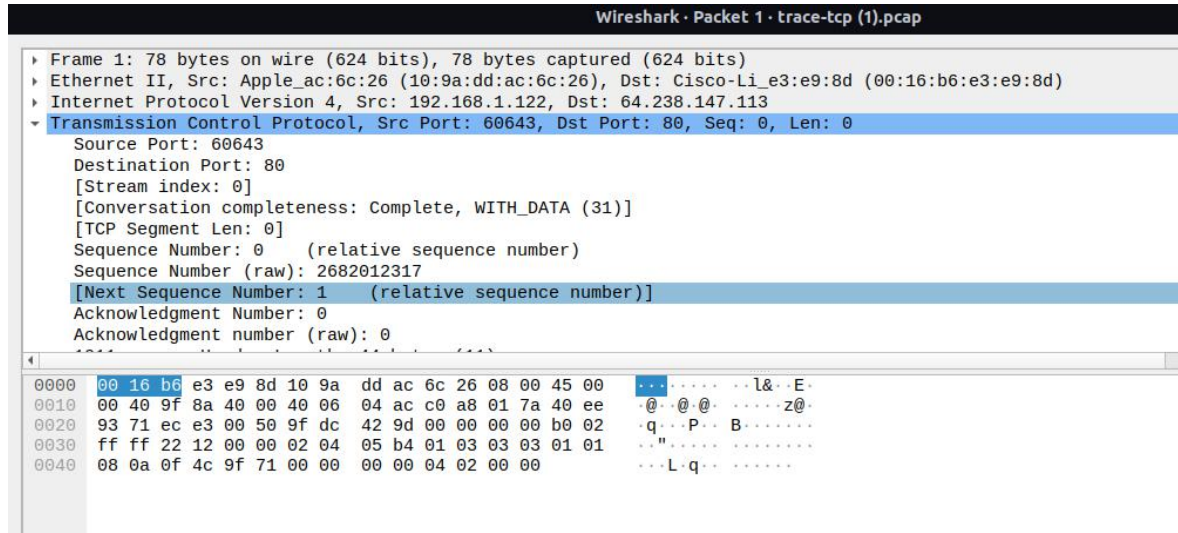 Wireshark · Packet 1 · trace-tcp (1).pcap
Frame 1: 78 bytes on wire (624 bits), 78 bytes captured (624 bits)
Ethernet II, Src: Apple_ac:6c:26 (10:9a:dd:ac:6c:26), Dst: Cisco-Li_e3:e9:8d (00:16:b6:e3:e9:8d)
Internet Protocol Version 4, Src: 192.168.1.122, Dst: 64.238.147.113
Transmission Control Protocol, Src Port: 60643, Dst Port: 80, Seq: 0, Len: 0
Source Port: 60643
Destination Port: 80
[Stream index: 0]
[Conversation completeness: Complete, WITH_DATA (31)]
[TCP Segment Len: 0]
Sequence Number: 0    (relative sequence number)
Sequence Number (raw): 2682012317
[Next Sequence Number: 1    (relative sequence number)]
Acknowledgment Number: 0
Acknowledgment number (raw): 0
0000  00 16 b6 e3 e9 8d 10 9a  dd ac 6c 26 08 00 45 00  ········ ··l&··E·
0010  00 40 9f 8a 40 00 40 06  04 ac c0 a8 01 7a 40 ee  ·@··@·@· ·····z@·
0020  93 71 ec e3 00 50 9f dc  42 9d 00 00 00 00 b0 02  ·q···P·· B·······
0030  ff ff 22 12 00 00 02 04  05 b4 01 03 03 03 01 01  ··"····· ········
0040  08 0a 0f 4c 9f 71 00 00  00 00 04 02 00 00  ···L·q·· ······